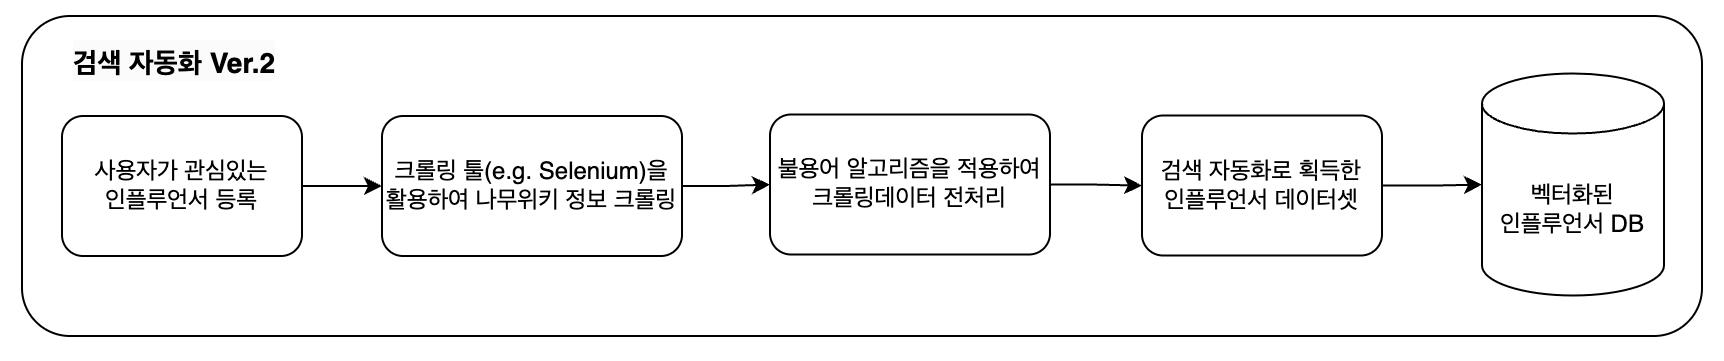 검색 자동화 Ver.2
사용자가 관심있는
인플루언서 등록
크롤링 툴(e.g. Selenium)을
활용하여 나무위키 정보 크롤링
불용어 알고리즘을 적용하여
크롤링데이터 전처리
검색 자동화로 획득한
인플루언서 데이터셋
벡터화된
인플루언서 DB